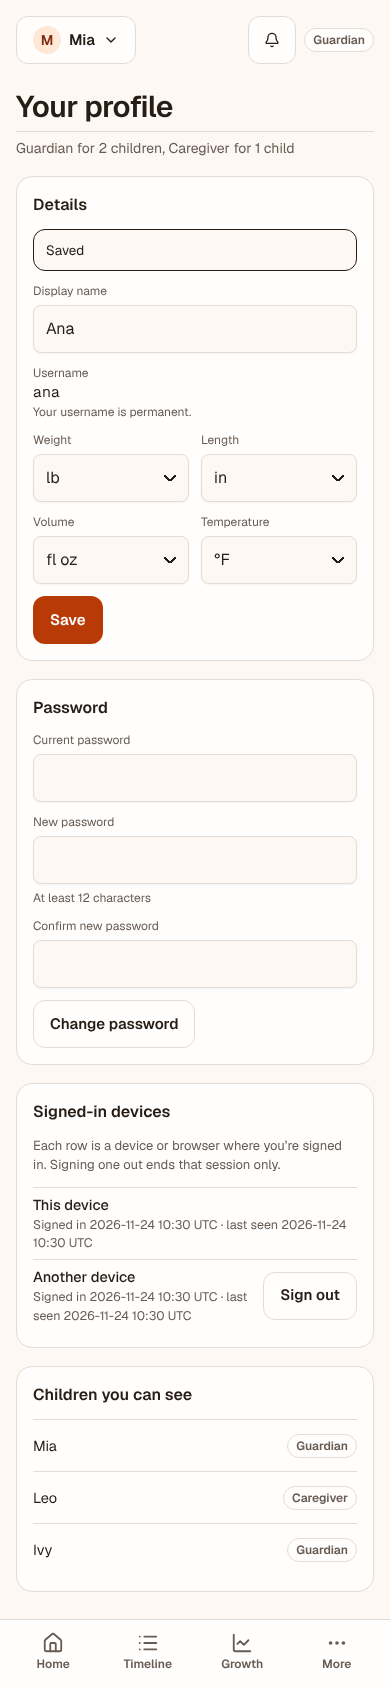 M Mia
Guardian
Your profile
Guardian for 2 children, Caregiver for 1 child
Details
Saved
Display name
Ana
Username
ana
Your username is permanent.
Weight
Length
lb
in
Volume
Temperature
fl oz
°F
Save
Password
Current password
New password
At least 12 characters
Confirm new password
Change password
Signed-in devices
Each row is a device or browser where you're signed
in. Signing one out ends that session only.
This device
Signed in 2026-11-24 10:30 UTC · last seen 2026-11-24
10:30 UTC
Another device
Signed in 2026-11-24 10:30 UTC · last
seen 2026-11-24 10:30 UTC
Sign out
Children you can see
Mia
Guardian
Leo
Caregiver
Ivy
Guardian
Home
Timeline
Growth
More